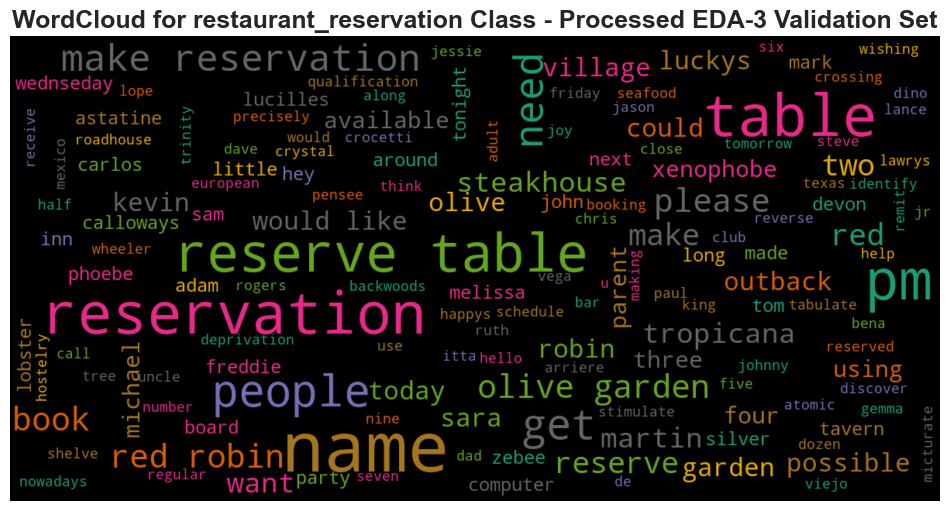 WordCloud for restaurant_reservation Class - Processed EDA-3 Validation Set
make reservation
jessie
need
village
luckys
six
mark
wishing
crossing
wednseday
lope
qualification
along
tonight
friday
seafood
jason
table
dino
lance
receive
astatine
lucilles
precisely
available
roadhouse
trinity
would
crocetti
adult
joy
could
close
tomorrow
steve
mexico
carlos
dave
crystal
around
next
xenophobe
two
lawrys
little
hey
european
pensee
think
steakhouse
texas
identify
half
kevin
sam
olive
john
booking
please
devon
remit
jr
calloways
would like
chris
reverse
inn
wheeler
reserve table
make
club
red
phoebe
adam
rogers
backwoods
vega
parent
making
long
made
help
melissa
u
outback
pm
reservation
happys
schedule
bar
paul
king
tom
tabulate
lobster
hostelry
deprivation
ruth
tropicana
bena
call
michael
use
itta
hello
robin
three
reserved
tree
uncle
freddie
arriere
johnny
using
people
today
olive garden
five
discover
book
number
name
sara
get
stimulate
four
atomic
gemma
micturate
board
nine
martin
silver
tavern
shelve
red robin
dad
zebee
reserve
garden
dozen
possible
nowadays
regular
want
party
seven
computer
de
viejo